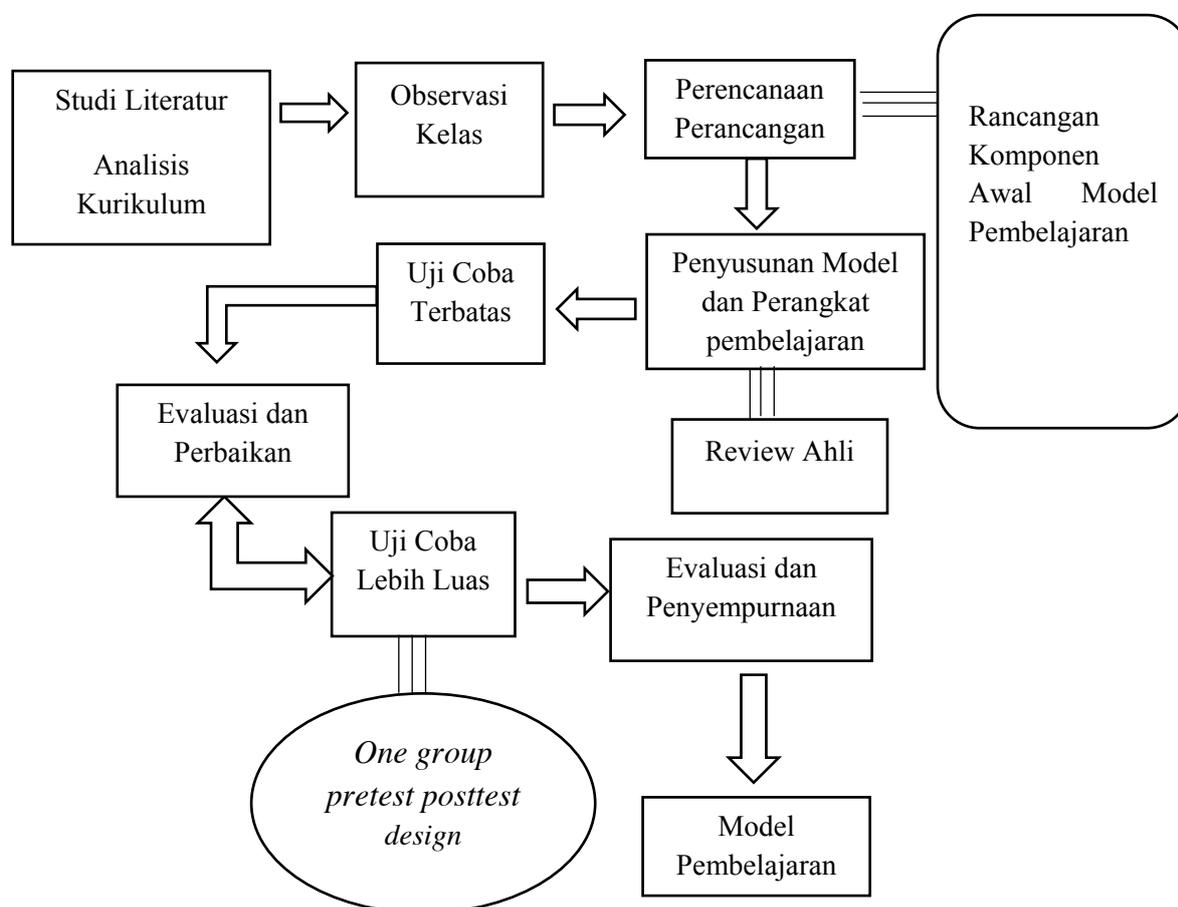 Studi Literatur
Analisis
Kurikulum
Observasi
Kelas
Perencanaan
Perancangan
Rancangan
Komponen
Awal Model
Pembelajaran
Penyusunan Model
dan Perangkat
pembelajaran
Uji Coba
Terbatas
Evaluasi dan
Perbaikan
Review Ahli
Uji Coba
Lebih Luas
Evaluasi dan
Penyempurnaan
One group
pretest posttest
design
Model
Pembelajaran